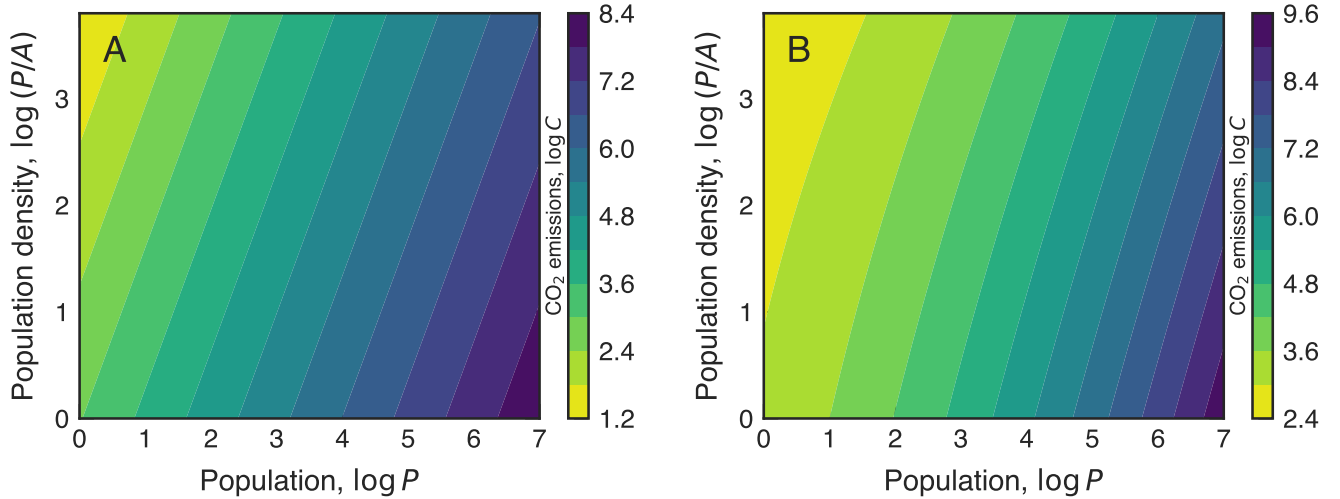 A
Population density, log (P/A)
3
2
1
0
0 1 2 3 4 5 6 7
Population, log P
CO₂ emissions, log C
8.4
7.2
6.0
4.8
3.6
2.4
1.2
B
Population density, log (P/A)
3
2
1
0
0 1 2 3 4 5 6 7
Population, log P
CO₂ emissions, log C
9.6
8.4
7.2
6.0
4.8
3.6
2.4